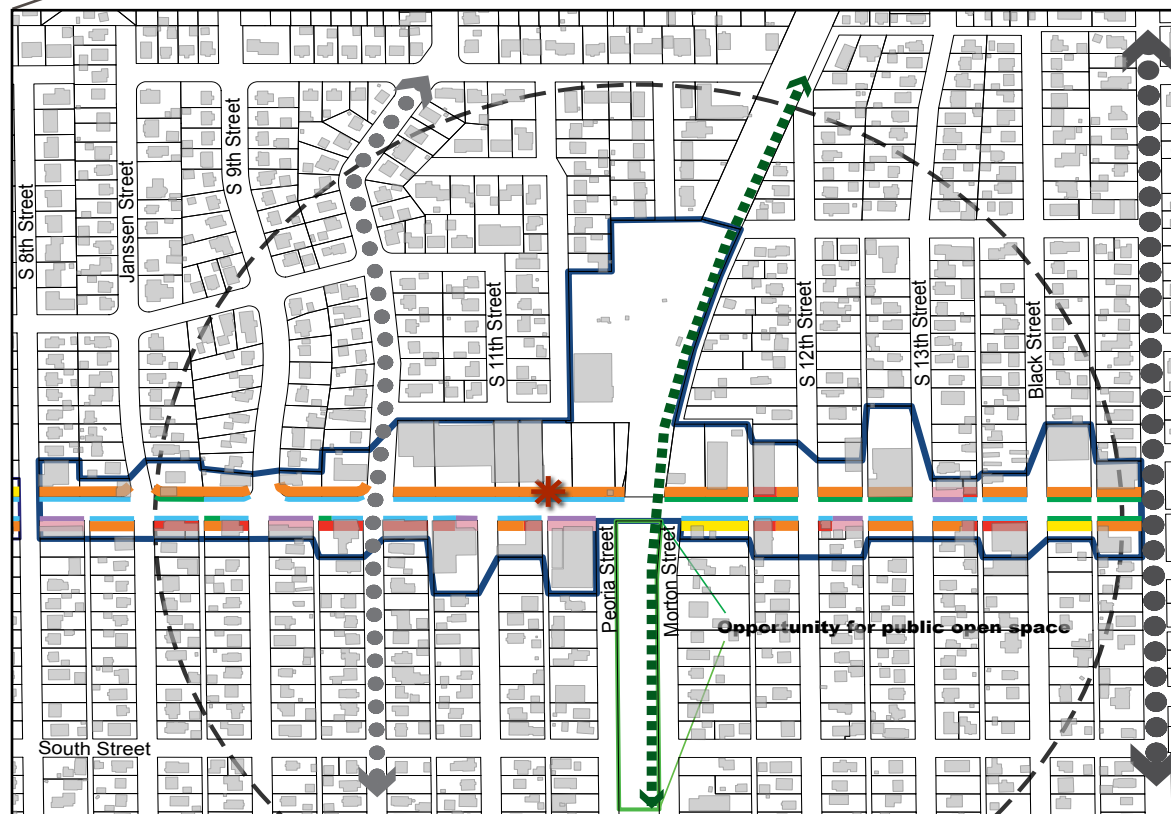 S 8th Street
Janssen Street
S 9th Street
S 11th Street
S 12th Street
S 13th Street
Black Street
Peoria Street
Morton Street
Opportunity for public open space
South Street